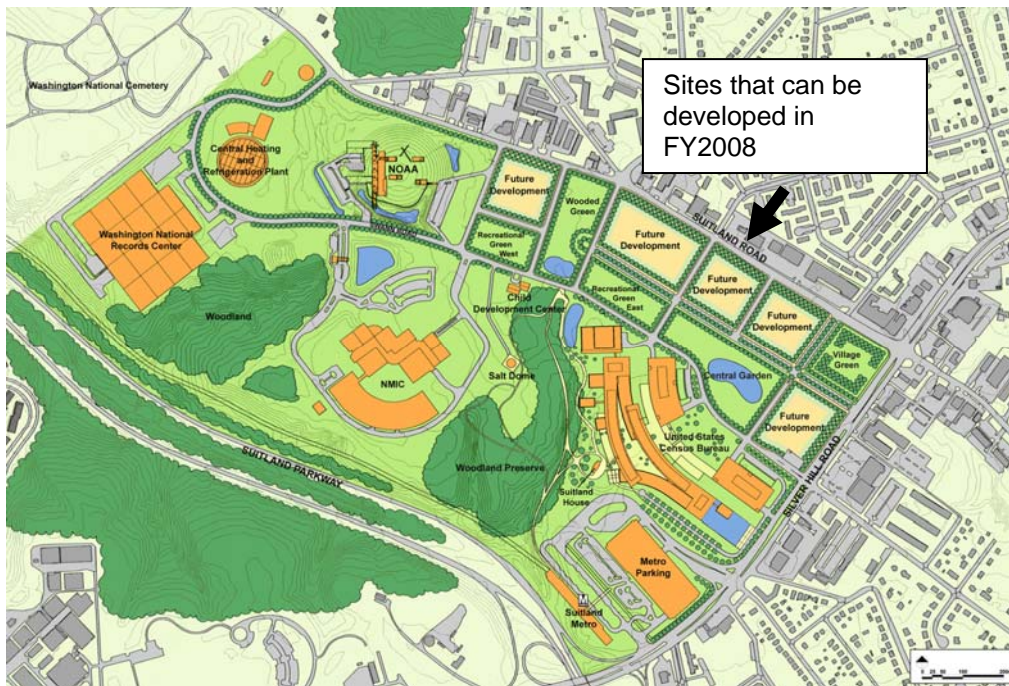 Washington National Cemetery
Sites that can be
developed in
FY2008
Central Heating
and
Refrigeration Plant
NOAA
Future
Development
Wooded
Green
SUITLAND ROAD
Washington National
Records Center
Recreational
Green
West
Future
Development
Future
Development
Recreational
Green
East
Future
Development
Child
Development Center
Woodland
Village
Green
NMIC
Salt Dome
Central Garden
Future
Development
United States
Census Bureau
Woodland Preserve
SUITLAND PARKWAY
Suitland
House
SILVER HILL ROAD
Metro
Parking
M
Suitland
Metro